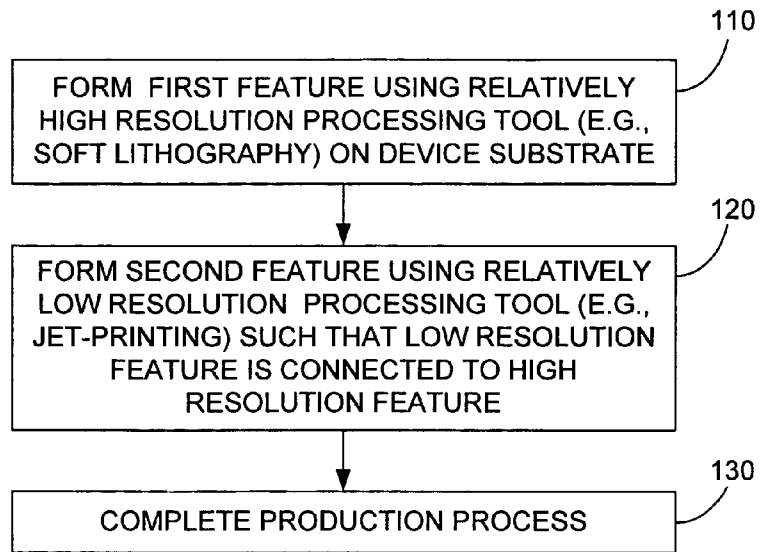 110
FORM FIRST FEATURE USING RELATIVELY
HIGH RESOLUTION PROCESSING TOOL (E.G.,
SOFT LITHOGRAPHY) ON DEVICE SUBSTRATE
120
FORM SECOND FEATURE USING RELATIVELY
LOW RESOLUTION PROCESSING TOOL (E.G.,
JET-PRINTING) SUCH THAT LOW RESOLUTION
FEATURE IS CONNECTED TO HIGH
RESOLUTION FEATURE
130
COMPLETE PRODUCTION PROCESS